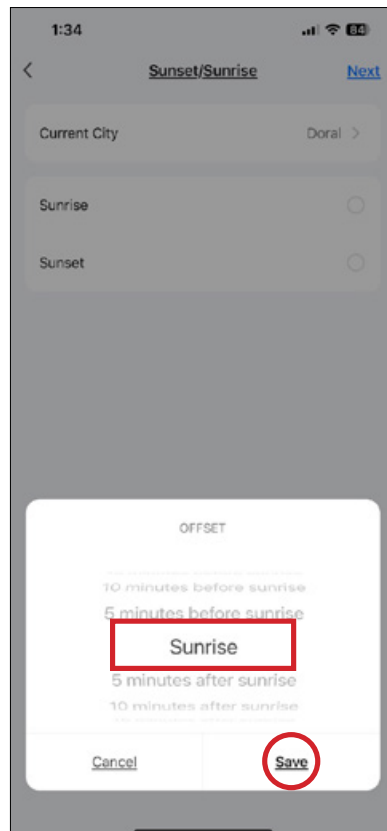 1:34
84
Sunset/Sunrise
Next
Current City
Doral
Sunrise
Sunset
OFFSET
10 minutes before sunrise
5 minutes before sunrise
Sunrise
5 minutes after sunrise
10 minutes after sunrise
Cancel
Save